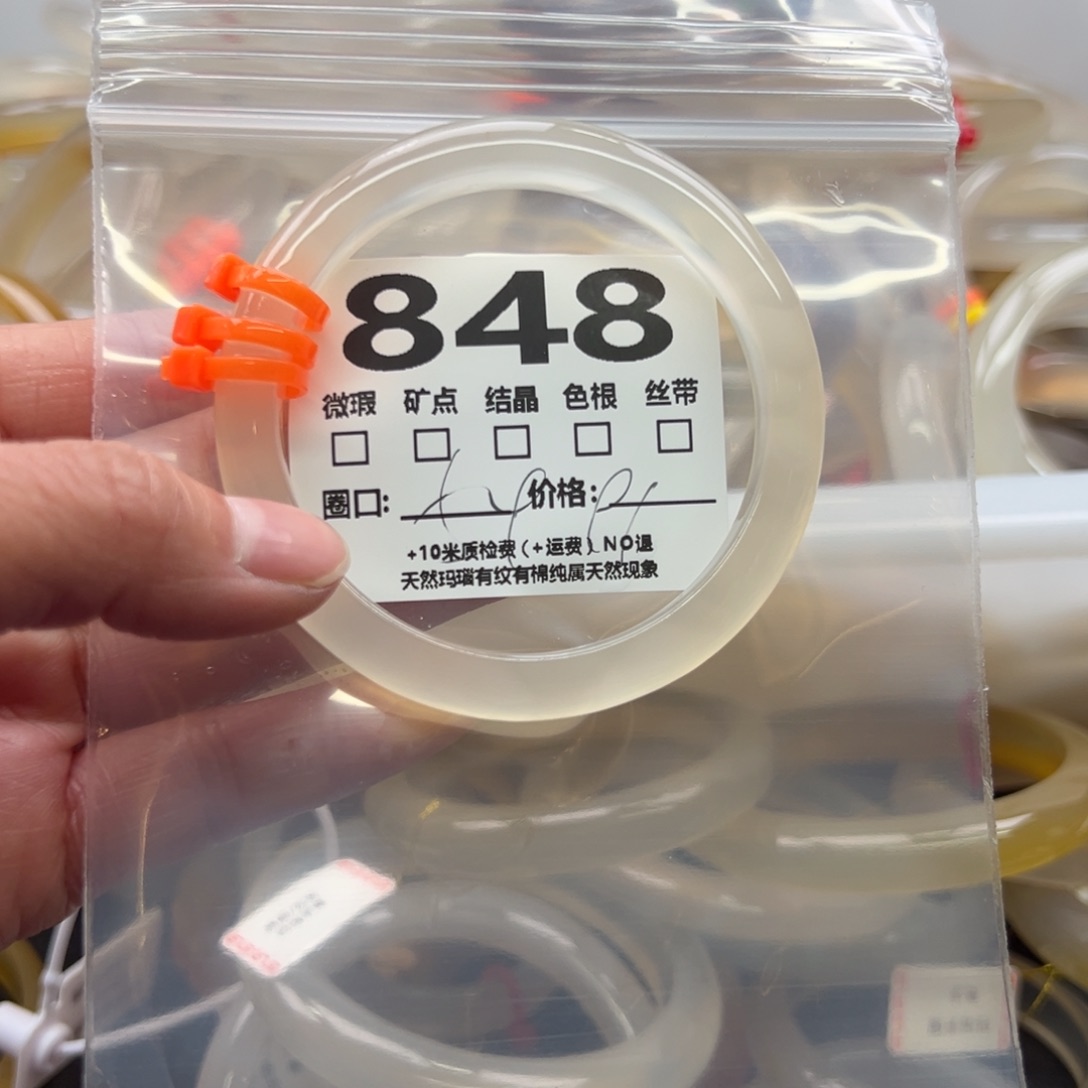 848
微瑕 矿点 结晶 色根 丝带
圈口: 价格:
+10米质检费(+运费)NO退
天然玛瑙有纹有棉纯属天然现象